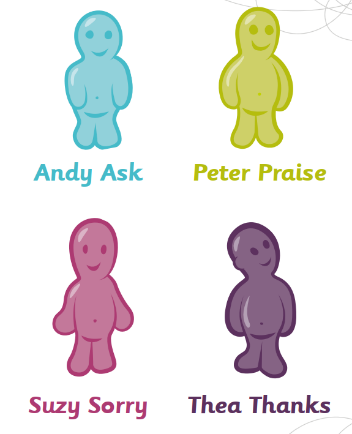 Andy Ask
Peter Praise
Suzy Sorry
Thea Thanks